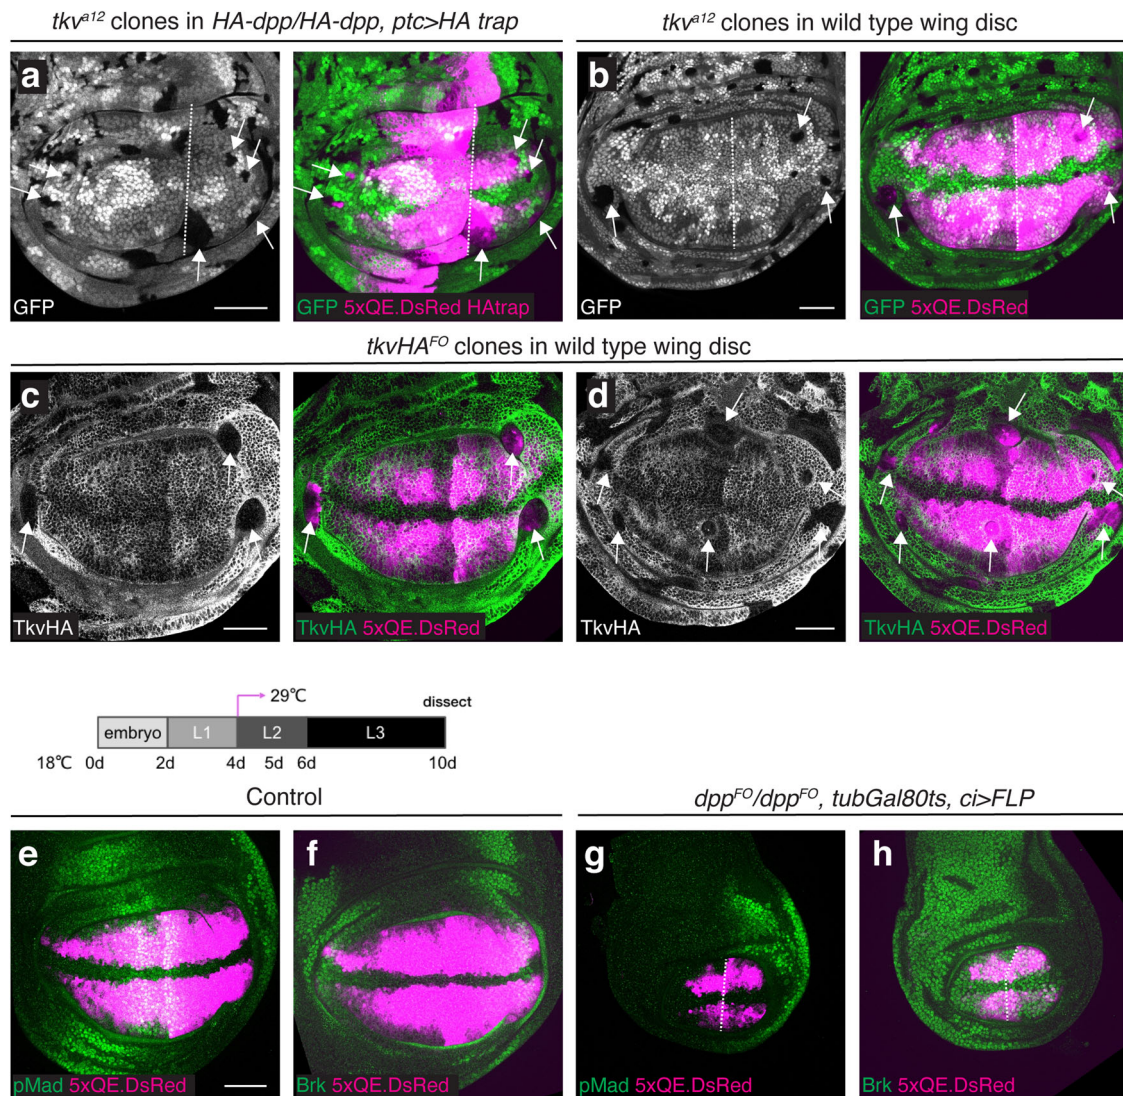 tkvᵃ¹² clones in HA-dpp/HA-dpp, ptc>HA trap
tkvᵃ¹² clones in wild type wing disc
a
b
GFP
GFP 5xQE.DsRed HAtrap
GFP
GFP 5xQE.DsRed
tkvHAᶠᴼ clones in wild type wing disc
c
d
TkvHA
TkvHA 5xQE.DsRed
TkvHA
TkvHA 5xQE.DsRed
29℃
dissect
embryo L1 L2 L3
18℃ 0d 2d 4d 5d 6d 10d
Control
dppᶠᴼ/dppᶠᴼ, tubGal80ts, ci>FLP
e
f
g
h
pMad 5xQE.DsRed
Brk 5xQE.DsRed
pMad 5xQE.DsRed
Brk 5xQE.DsRed